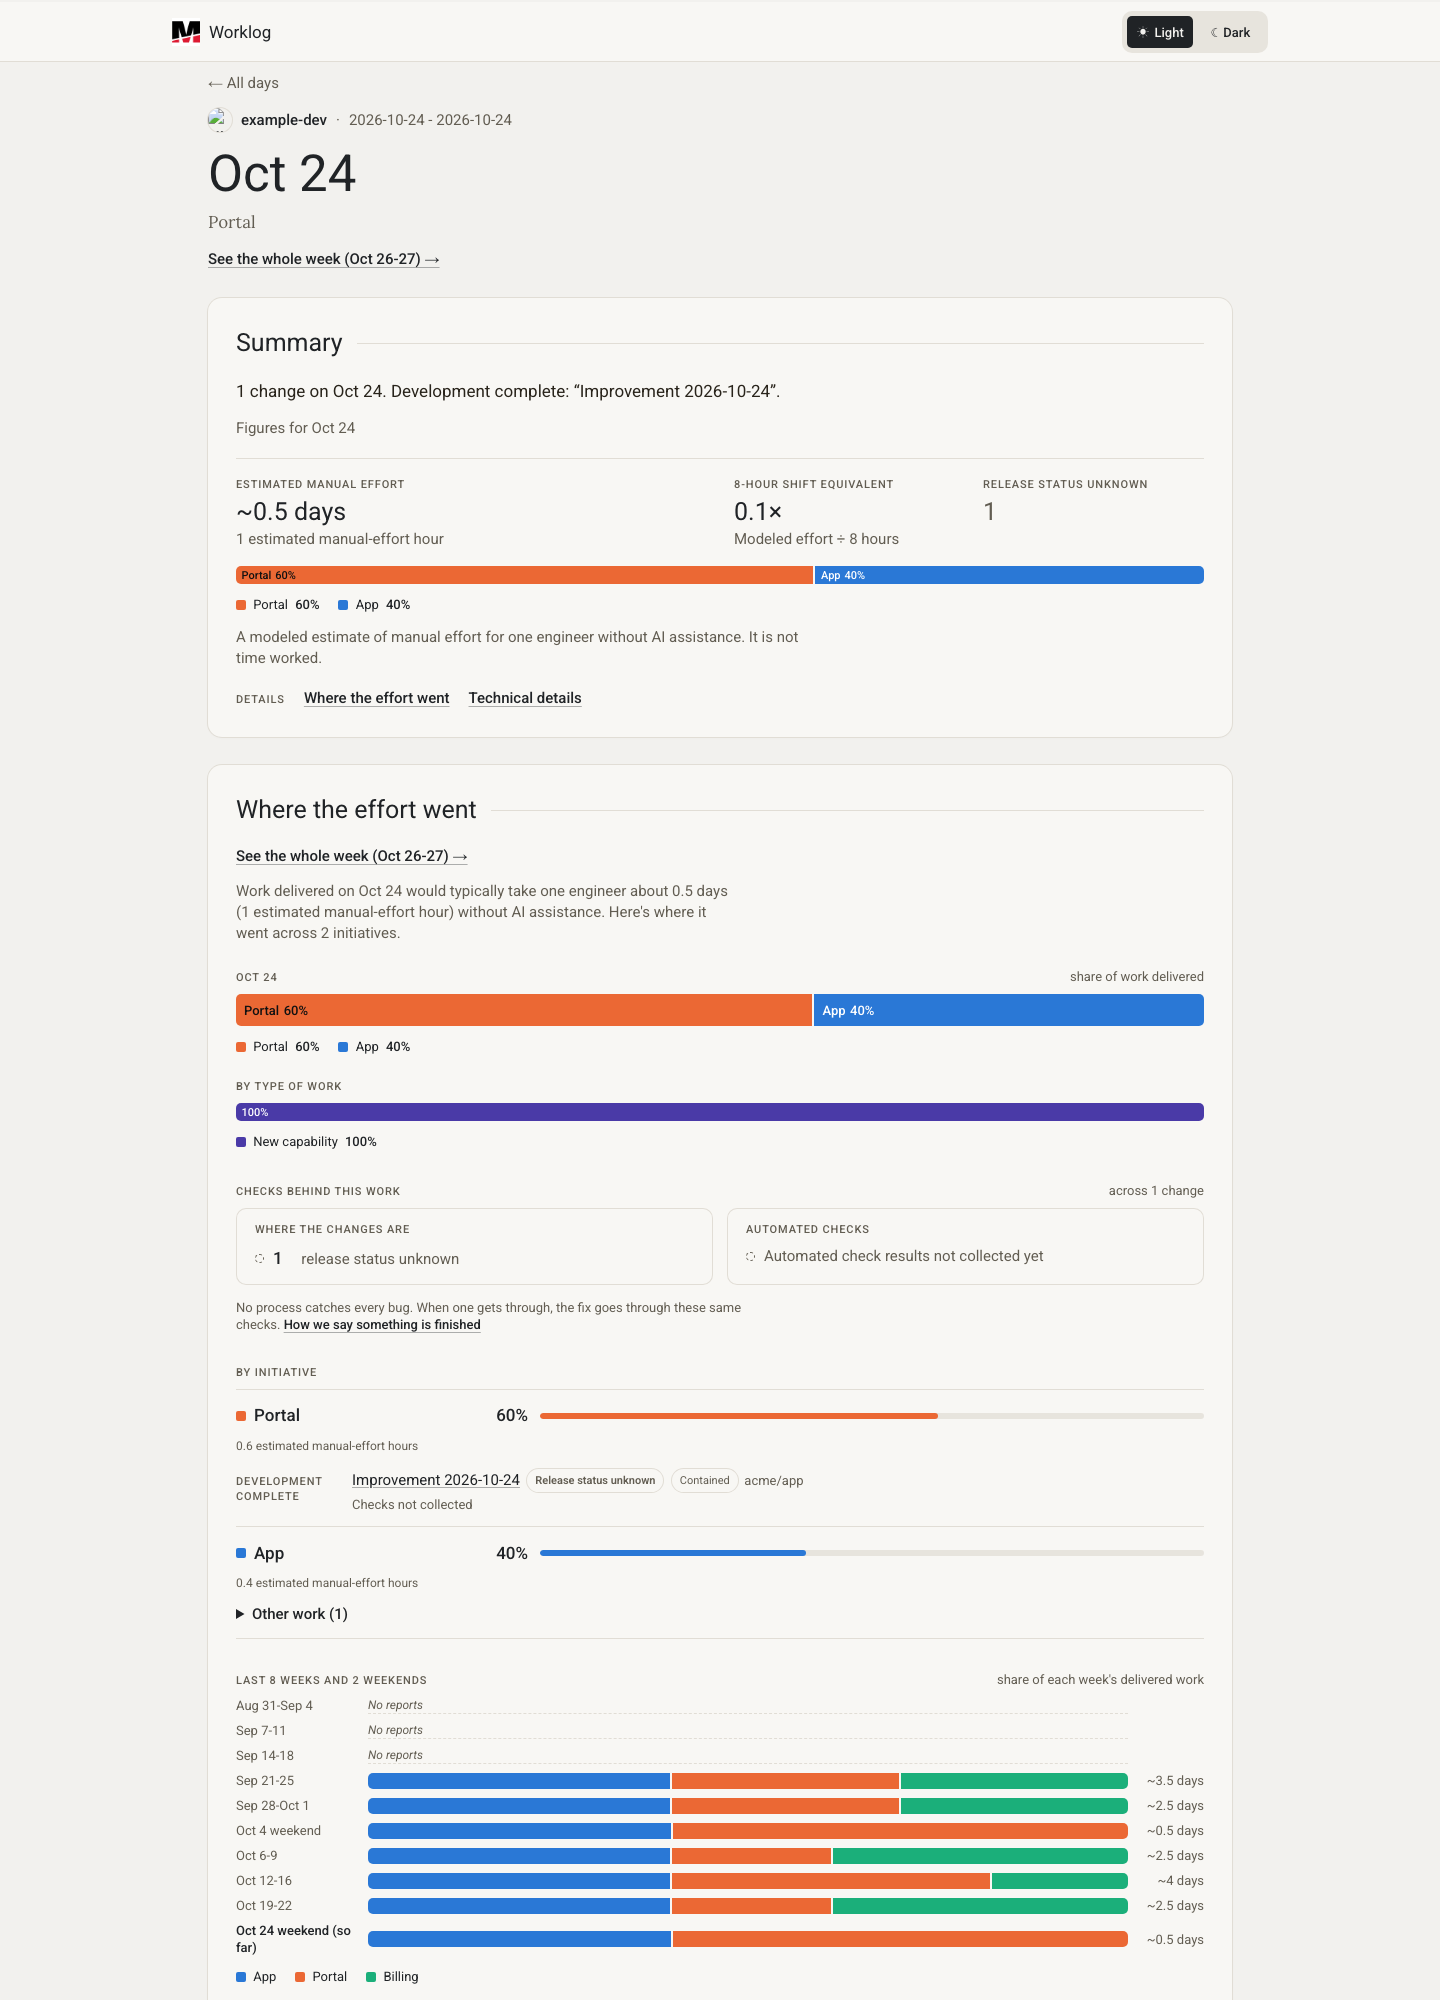 Worklog
Light
Dark
← All days
example-dev · 2026-10-24 - 2026-10-24
Oct 24
Portal
See the whole week (Oct 26-27) →
Summary
1 change on Oct 24. Development complete: “Improvement 2026-10-24”.
Figures for Oct 24
ESTIMATED MANUAL EFFORT
~0.5 days
1 estimated manual-effort hour
8-HOUR SHIFT EQUIVALENT
0.1×
Modeled effort ÷ 8 hours
RELEASE STATUS UNKNOWN
1
Portal 60%
App 40%
Portal 60%
App 40%
A modeled estimate of manual effort for one engineer without AI assistance. It is not
time worked.
DETAILS
Where the effort went
Technical details
Where the effort went
See the whole week (Oct 26-27) →
Work delivered on Oct 24 would typically take one engineer about 0.5 days
(1 estimated manual-effort hour) without AI assistance. Here's where it
went across 2 initiatives.
OCT 24
share of work delivered
Portal 60%
App 40%
Portal 60%
App 40%
BY TYPE OF WORK
100%
New capability 100%
CHECKS BEHIND THIS WORK
across 1 change
WHERE THE CHANGES ARE
1 release status unknown
AUTOMATED CHECKS
Automated check results not collected yet
No process catches every bug. When one gets through, the fix goes through these same
checks. How we say something is finished
BY INITIATIVE
Portal
60%
0.6 estimated manual-effort hours
DEVELOPMENT
COMPLETE
Improvement 2026-10-24
Release status unknown
Contained
acme/app
Checks not collected
App
40%
0.4 estimated manual-effort hours
Other work (1)
LAST 8 WEEKS AND 2 WEEKENDS
share of each week's delivered work
Aug 31-Sep 4
No reports
Sep 7-11
No reports
Sep 14-18
No reports
Sep 21-25
~3.5 days
Sep 28-Oct 1
~2.5 days
Oct 4 weekend
~0.5 days
Oct 6-9
~2.5 days
Oct 12-16
~4 days
Oct 19-22
~2.5 days
Oct 24 weekend (so
far)
~0.5 days
App
Portal
Billing